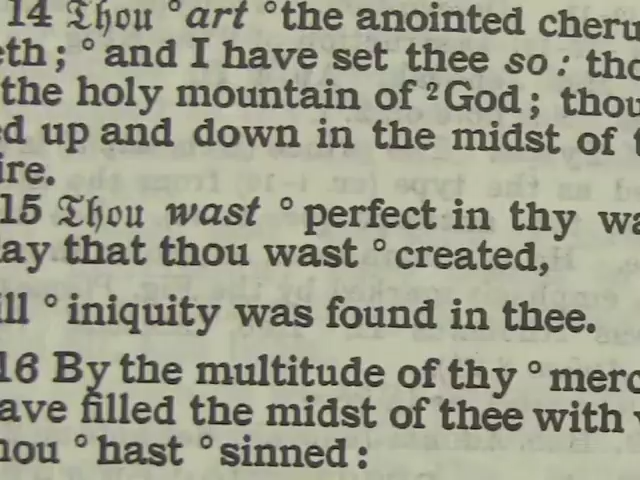 14 Thou °art °the anointed cheru
eth; °and I have set thee so: tho
the holy mountain of ²God; thou
ed up and down in the midst of t
ire.
15 Thou wast °perfect in thy wa
ay that thou wast °created,
ill °iniquity was found in thee.
16 By the multitude of thy °merc
ave filled the midst of thee with v
hou °hast °sinned: